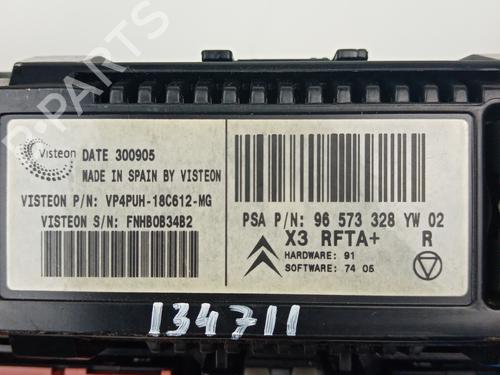 B-PARTS
Visteon DATE 300905
MADE IN SPAIN BY VISTEON
VISTEON P/N: VP4PUH-18C612-MG
VISTEON S/N: FNHB0B34B2
PSA P/N: 96 573 328 YW 02
X3 RFTA+ R
HARDWARE: 91
SOFTWARE: 74 05
134711